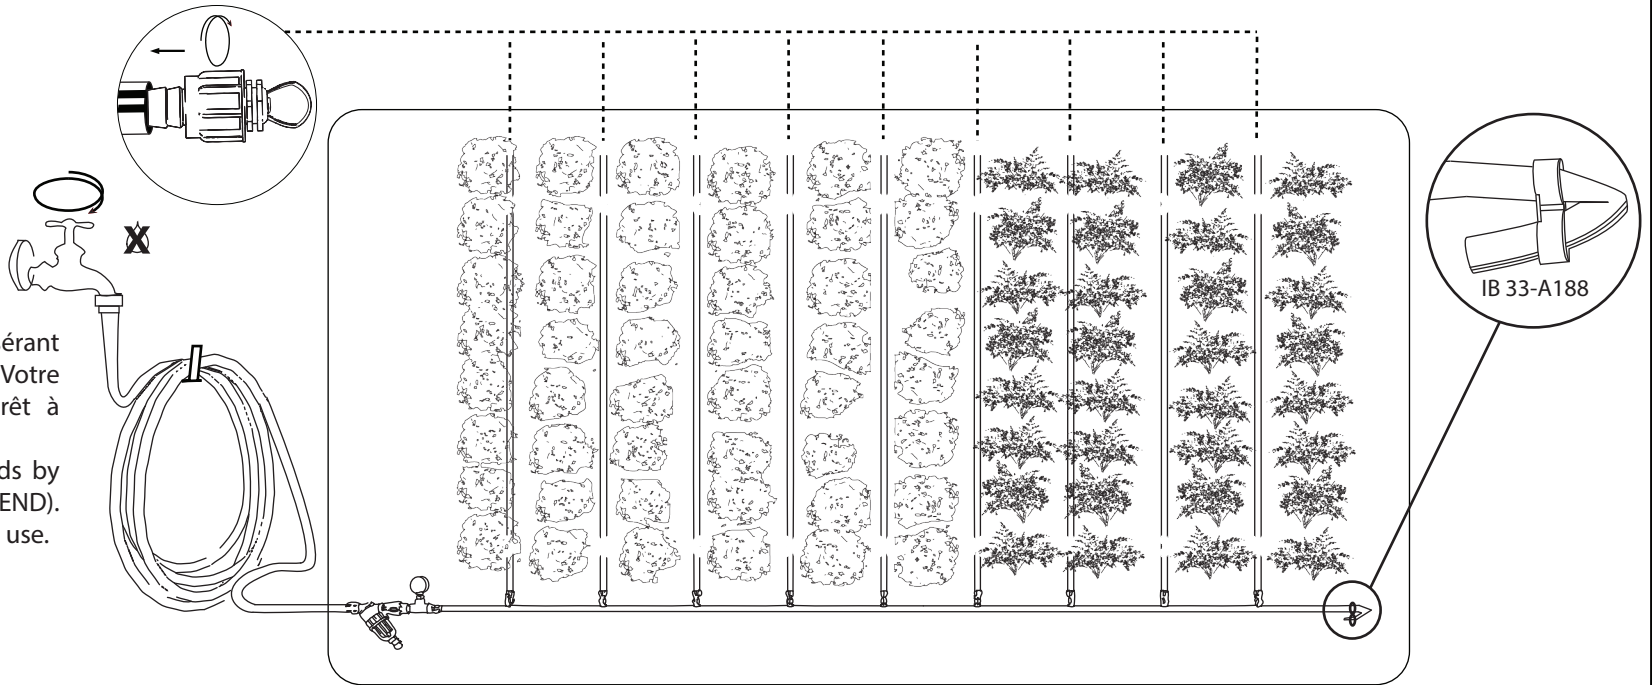 érant
Votre
rêt à
ds by
END).
use.
X
IB 33-A188